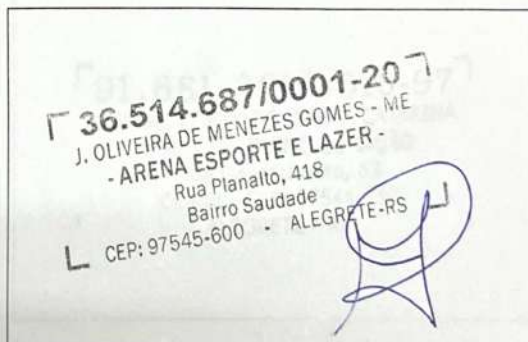 36.514.687/0001-20
J. OLIVEIRA DE MENEZES GOMES - ME
- ARENA ESPORTE E LAZER -
Rua Planalto, 418
Bairro Saudade
CEP: 97545-600 - ALEGRETE-RS